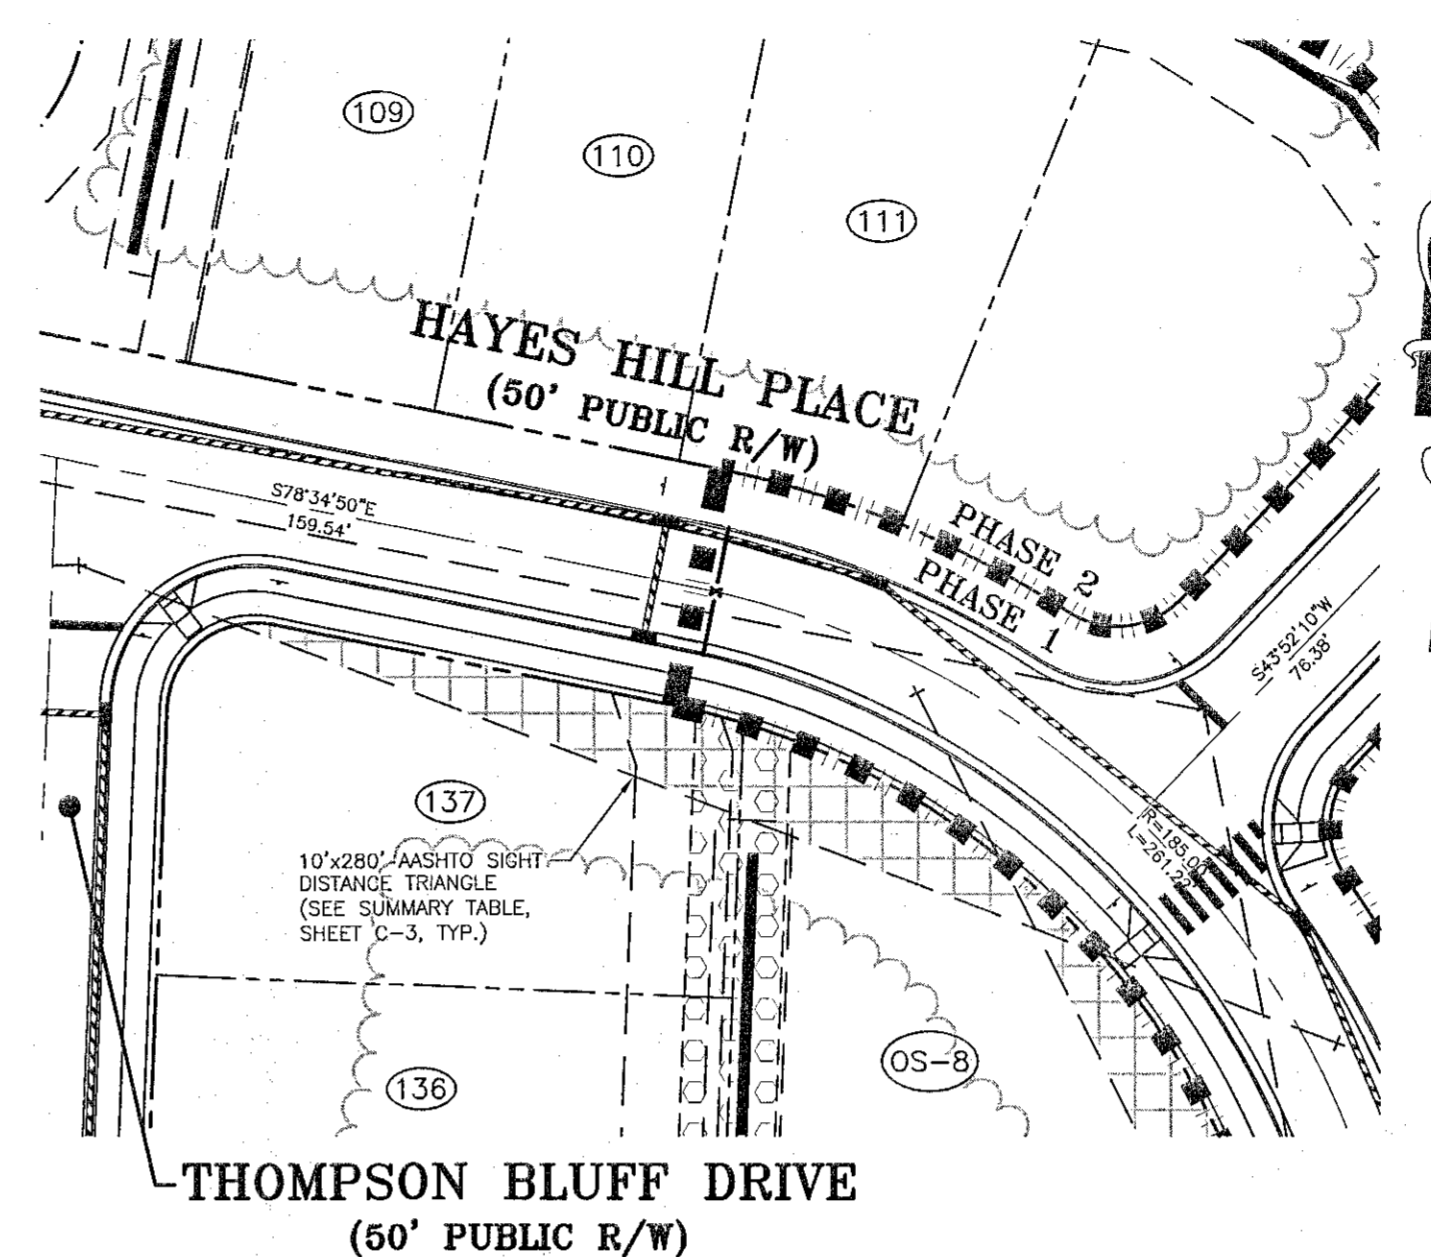 109
110
111
HAYES HILL PLACE
(50' PUBLIC R/W)
S78°34'50"E
159.54'
PHASE 2
PHASE 1
S43°52'10"W
76.38'
137
R=185.00'
L=261.22'
10'x280' AASHTO SIGHT
DISTANCE TRIANGLE
(SEE SUMMARY TABLE,
SHEET C-3, TYP.)
OS-8
136
THOMPSON BLUFF DRIVE
(50' PUBLIC R/W)